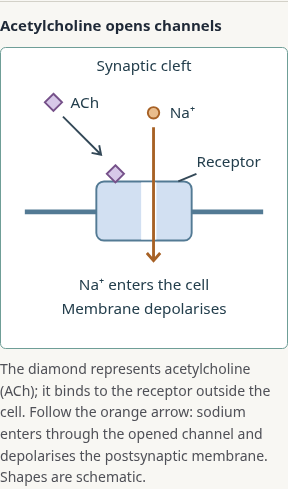 Acetylcholine opens channels
Synaptic cleft
ACh
Na⁺
Receptor
Na⁺ enters the cell
Membrane depolarises
The diamond represents acetylcholine
(ACh); it binds to the receptor outside the
cell. Follow the orange arrow: sodium
enters through the opened channel and
depolarises the postsynaptic membrane.
Shapes are schematic.